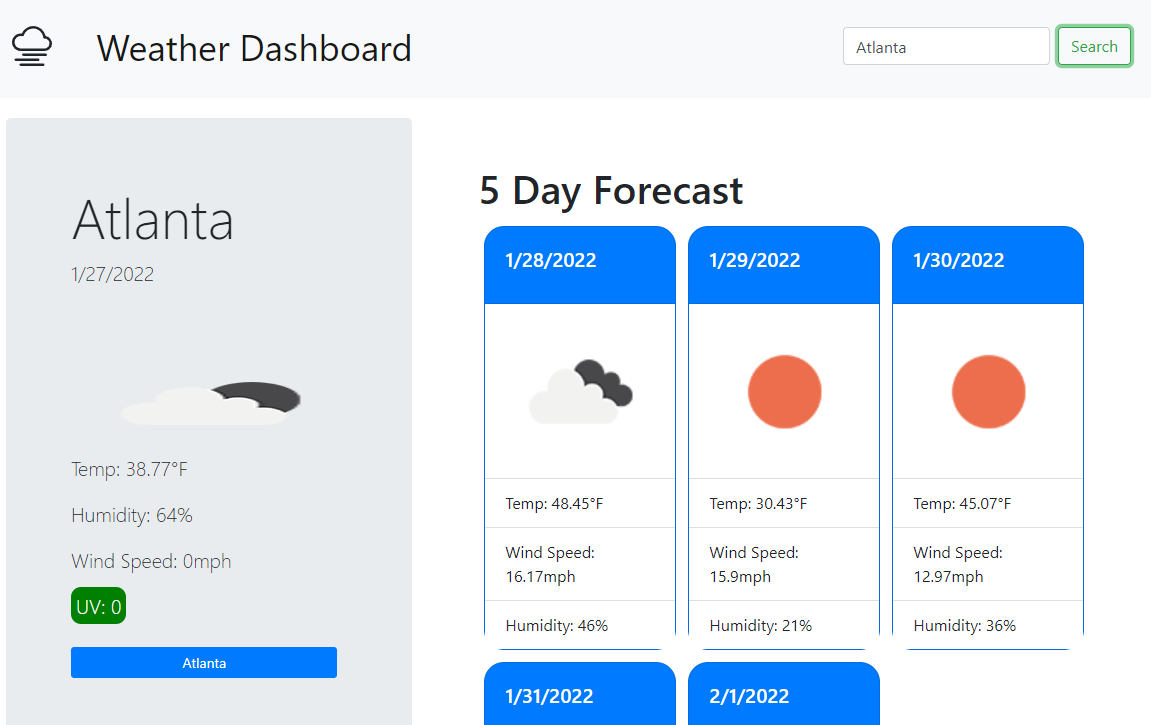 Weather Dashboard
Atlanta
Search
Atlanta
1/27/2022
Temp: 38.77°F
Humidity: 64%
Wind Speed: 0mph
UV: 0
Atlanta
5 Day Forecast
1/28/2022
Temp: 48.45°F
Wind Speed:
16.17mph
Humidity: 46%
1/29/2022
Temp: 30.43°F
Wind Speed:
15.9mph
Humidity: 21%
1/30/2022
Temp: 45.07°F
Wind Speed:
12.97mph
Humidity: 36%
1/31/2022
2/1/2022